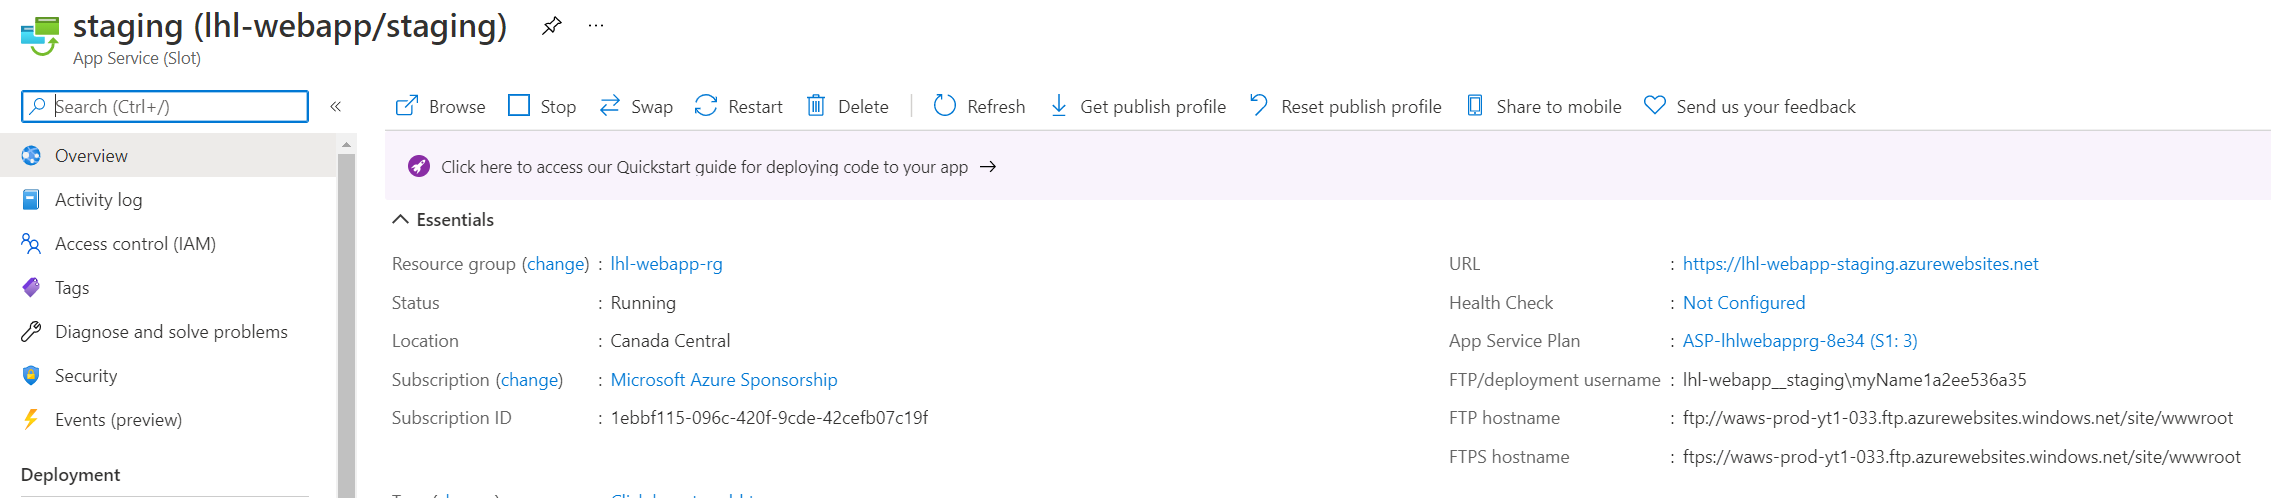 staging (lhl-webapp/staging)
App Service (Slot)
Search (Ctrl+/)
Browse Stop Swap Restart Delete Refresh Get publish profile Reset publish profile Share to mobile Send us your feedback
Overview
Activity log
Access control (IAM)
Tags
Diagnose and solve problems
Security
Events (preview)
Deployment
Click here to access our Quickstart guide for deploying code to your app
Essentials
Resource group (change) : lhl-webapp-rg
Status : Running
Location : Canada Central
Subscription (change) : Microsoft Azure Sponsorship
Subscription ID : 1ebbf115-096c-420f-9cde-42cefb07c19f
URL : https://lhl-webapp-staging.azurewebsites.net
Health Check : Not Configured
App Service Plan : ASP-lhlwebapprg-8e34 (S1: 3)
FTP/deployment username : lhl-webapp__staging\myName1a2ee536a35
FTP hostname : ftp://waws-prod-yt1-033.ftp.azurewebsites.windows.net/site/wwwroot
FTPS hostname : ftps://waws-prod-yt1-033.ftp.azurewebsites.windows.net/site/wwwroot